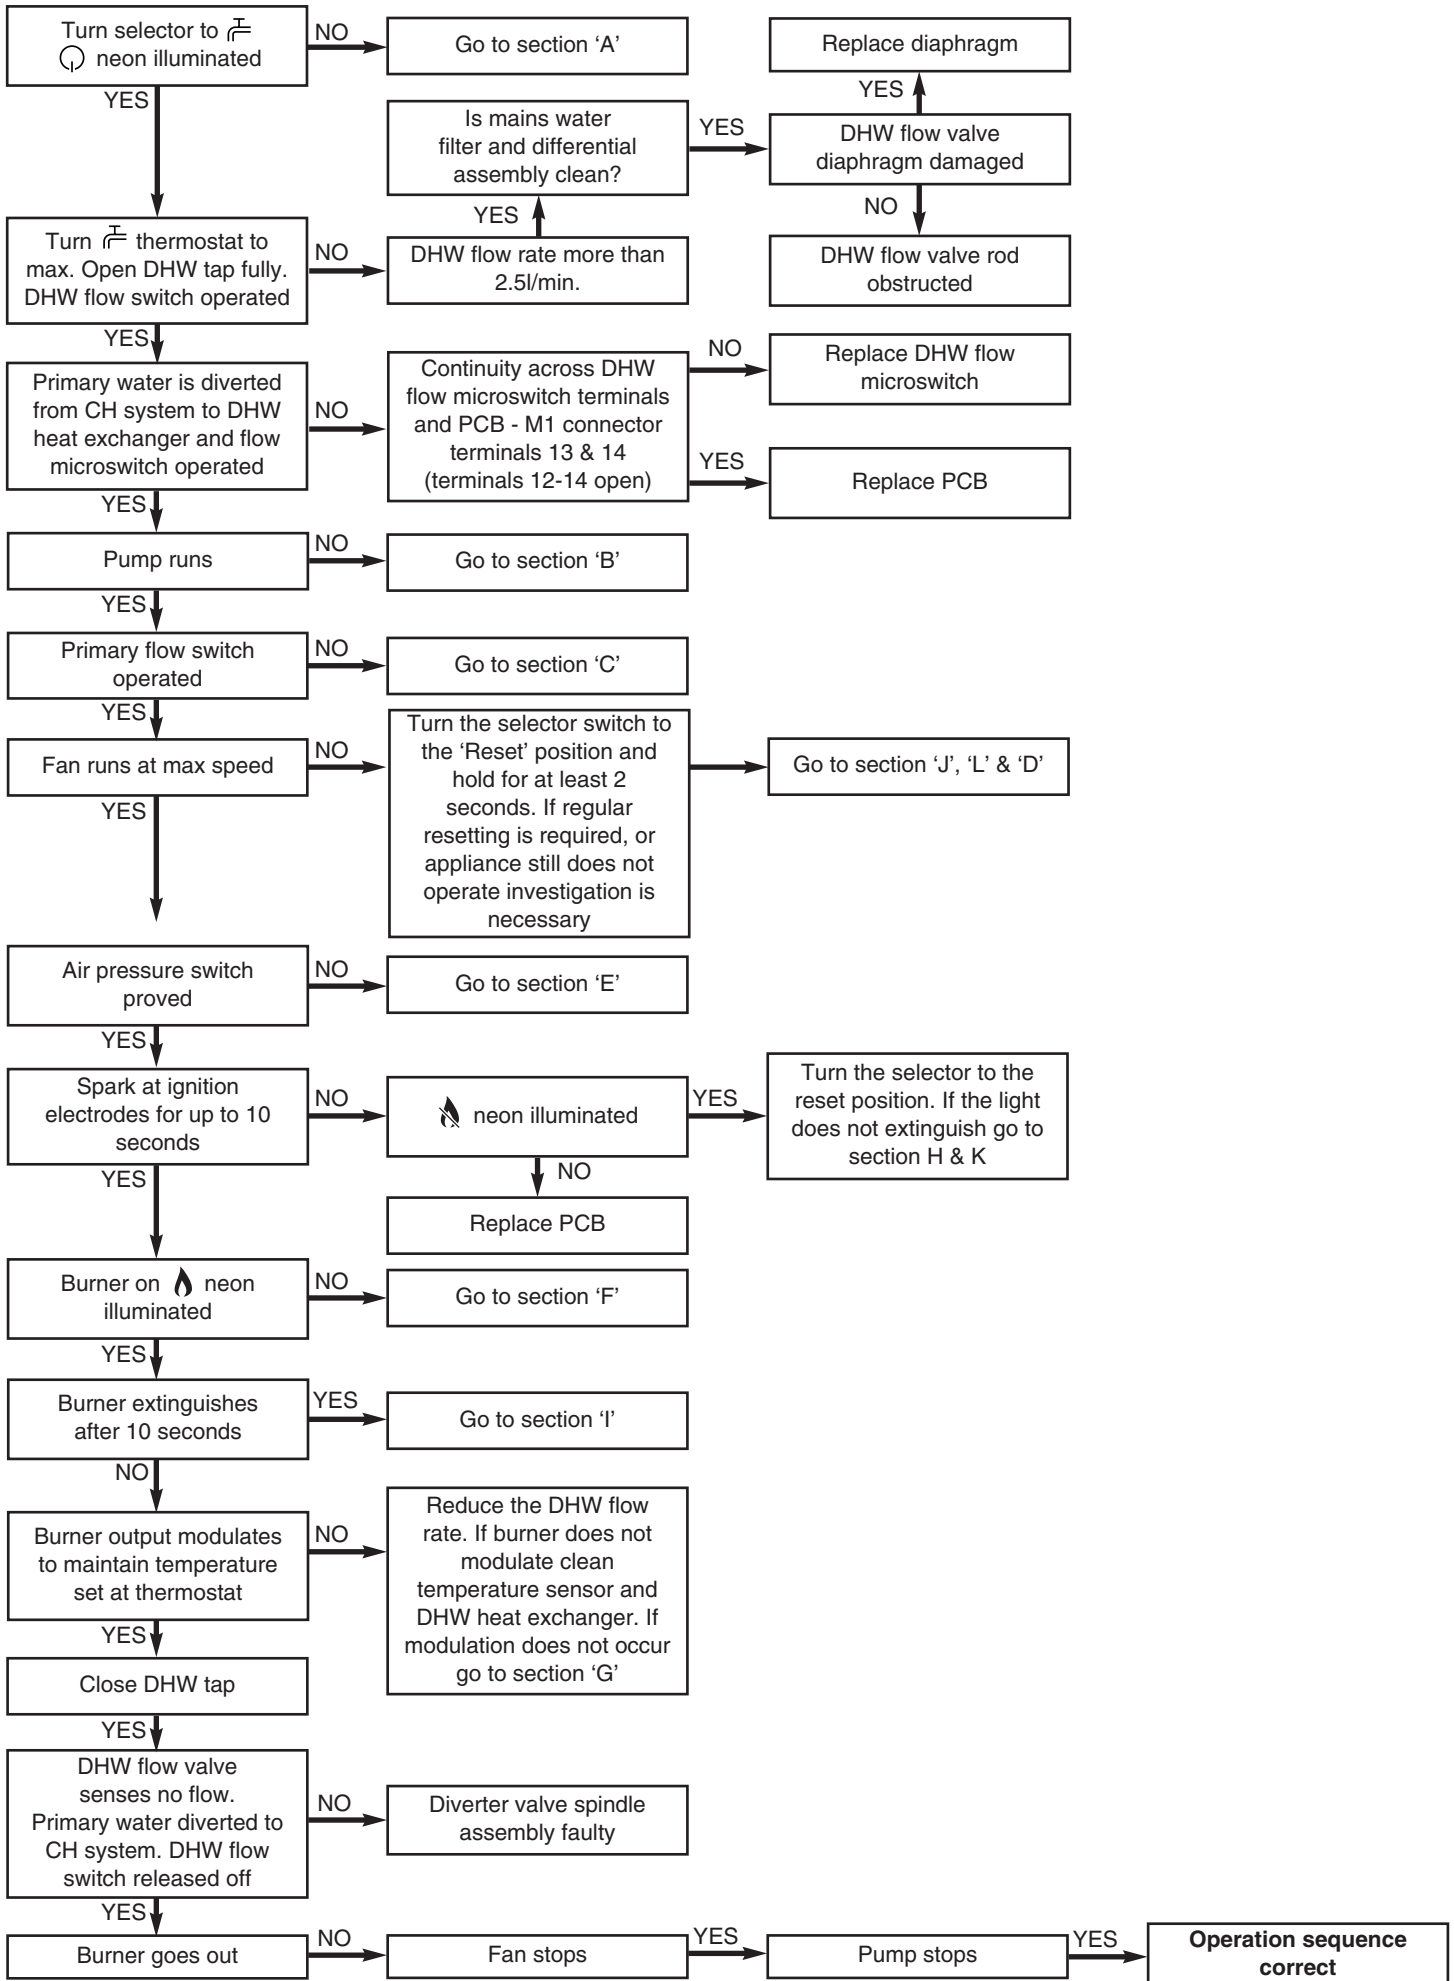 Turn selector to
neon illuminated
NO
Go to section ‘A’
Replace diaphragm
YES
YES
Is mains water
filter and differential
assembly clean?
YES
DHW flow valve
diaphragm damaged
YES
NO
Turn thermostat to
max. Open DHW tap fully.
DHW flow switch operated
NO
DHW flow rate more than
2.5l/min.
DHW flow valve rod
obstructed
YES
Primary water is diverted
from CH system to DHW
heat exchanger and flow
microswitch operated
NO
Continuity across DHW
flow microswitch terminals
and PCB - M1 connector
terminals 13 & 14
(terminals 12-14 open)
NO
Replace DHW flow
microswitch
YES
Replace PCB
YES
Pump runs
NO
Go to section ‘B’
YES
Primary flow switch
operated
NO
Go to section ‘C’
YES
Fan runs at max speed
NO
Turn the selector switch to
the ‘Reset’ position and
hold for at least 2
seconds. If regular
resetting is required, or
appliance still does not
operate investigation is
necessary
Go to section ‘J’, ‘L’ & ‘D’
YES
Air pressure switch
proved
NO
Go to section ‘E’
YES
Spark at ignition
electrodes for up to 10
seconds
NO
neon illuminated
YES
Turn the selector to the
reset position. If the light
does not extinguish go to
section H & K
NO
Replace PCB
YES
Burner on neon
illuminated
NO
Go to section ‘F’
YES
Burner extinguishes
after 10 seconds
YES
Go to section ‘I’
NO
Burner output modulates
to maintain temperature
set at thermostat
NO
Reduce the DHW flow
rate. If burner does not
modulate clean
temperature sensor and
DHW heat exchanger. If
modulation does not occur
go to section ‘G’
YES
Close DHW tap
YES
DHW flow valve
senses no flow.
Primary water diverted to
CH system. DHW flow
switch released off
NO
Diverter valve spindle
assembly faulty
YES
Burner goes out
NO
Fan stops
YES
Pump stops
YES
Operation sequence
correct